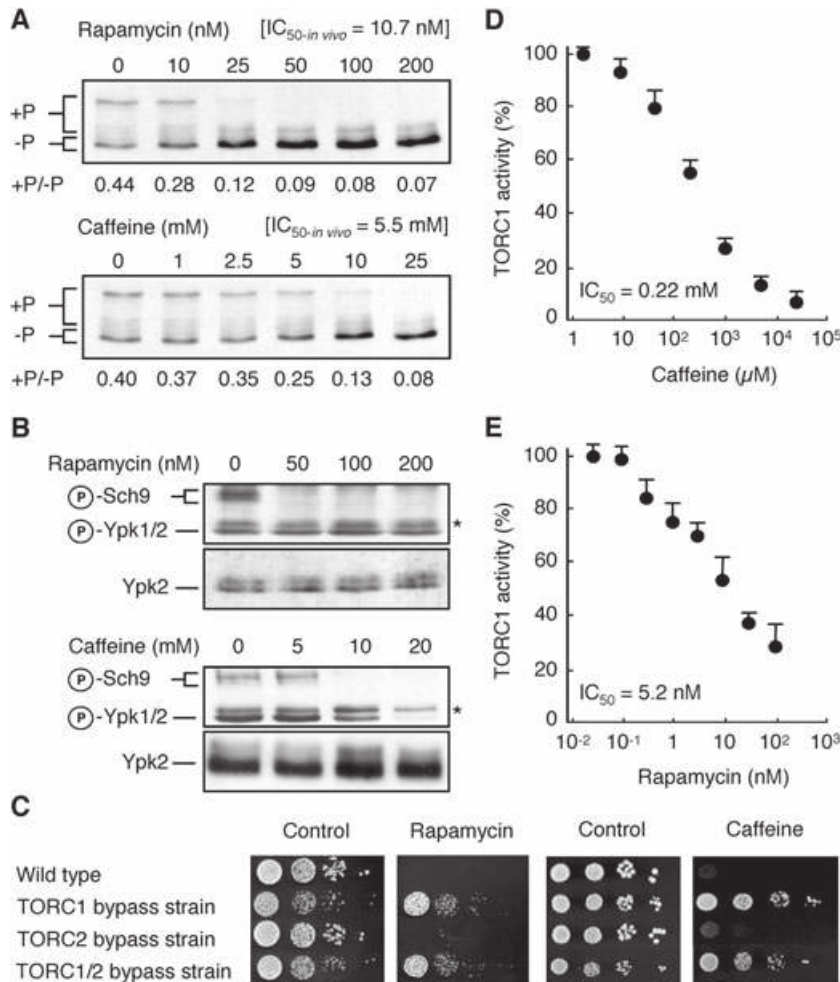 A
Rapamycin (nM) [IC50-in vivo = 10.7 nM]
0 10 25 50 100 200
+P
-P
+P/-P 0.44 0.28 0.12 0.09 0.08 0.07
Caffeine (mM) [IC50-in vivo = 5.5 mM]
0 1 2.5 5 10 25
+P
-P
+P/-P 0.40 0.37 0.35 0.25 0.13 0.08
B
Rapamycin (nM) 0 50 100 200
P-Sch9
P-Ypk1/2 *
Ypk2
Caffeine (mM) 0 5 10 20
P-Sch9
P-Ypk1/2 *
Ypk2
D
100
80
60
100
40
20
0
TORC1 activity (%)
IC50 = 0.22 mM
1 10 10² 10³ 10⁴ 10⁵
Caffeine (µM)
E
100
80
60
40
20
0
TORC1 activity (%)
IC50 = 5.2 nM
10-2 10-1 1 10 10² 10³
Rapamycin (nM)
C
Control Rapamycin Control Caffeine
Wild type
TORC1 bypass strain
TORC2 bypass strain
TORC1/2 bypass strain